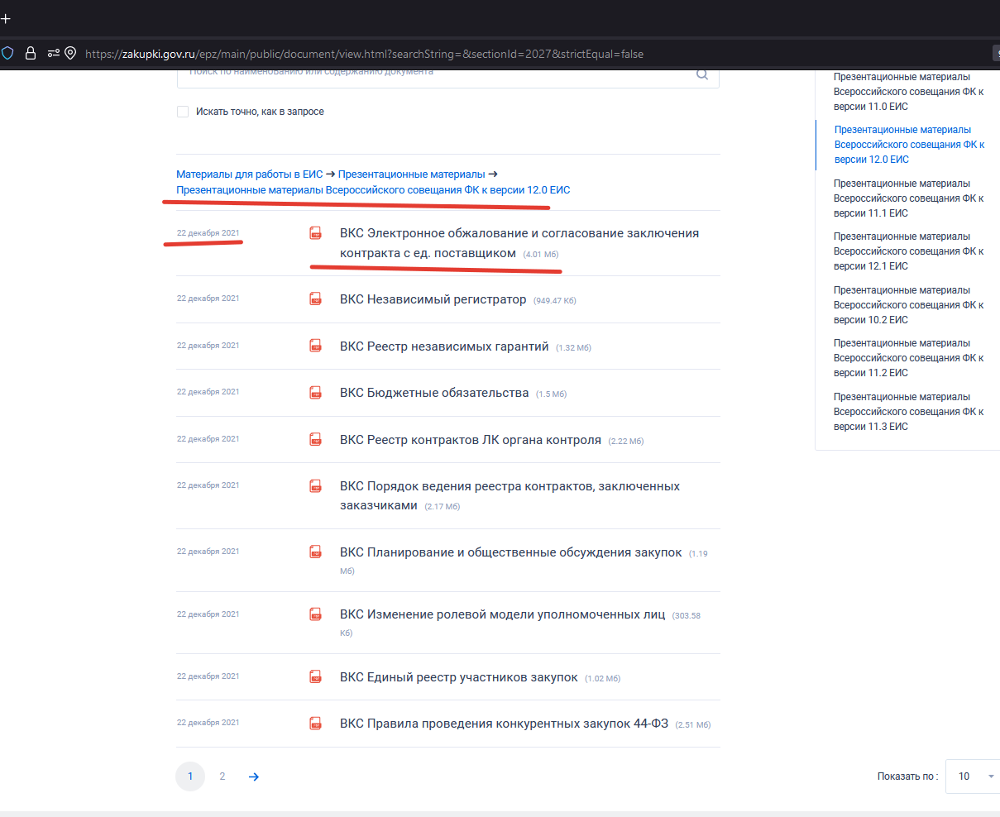 https://zakupki.gov.ru/epz/main/public/document/view.html?searchString=&sectionId=2027&strictEqual=false
Поиск по наименованию или содержанию документа
Искать точно, как в запросе
Материалы для работы в ЕИС → Презентационные материалы →
Презентационные материалы Всероссийского совещания ФК к версии 12.0 ЕИС
22 декабря 2021
ВКС Электронное обжалование и согласование заключения
контракта с ед. поставщиком (4.01 Мб)
22 декабря 2021
ВКС Независимый регистратор (949.47 Кб)
22 декабря 2021
ВКС Реестр независимых гарантий (1.32 Мб)
22 декабря 2021
ВКС Бюджетные обязательства (1.5 Мб)
22 декабря 2021
ВКС Реестр контрактов ЛК органа контроля (2.22 Мб)
22 декабря 2021
ВКС Порядок ведения реестра контрактов, заключенных
заказчиками (2.17 Мб)
22 декабря 2021
ВКС Планирование и общественные обсуждения закупок (1.19
Мб)
22 декабря 2021
ВКС Изменение ролевой модели уполномоченных лиц (303.58
Кб)
22 декабря 2021
ВКС Единый реестр участников закупок (1.02 Мб)
22 декабря 2021
ВКС Правила проведения конкурентных закупок 44-ФЗ (2.51 Мб)
1 2 →
Показать по : 10
Презентационные материалы
Всероссийского совещания ФК к
версии 11.0 ЕИС
Презентационные материалы
Всероссийского совещания ФК к
версии 12.0 ЕИС
Презентационные материалы
Всероссийского совещания ФК к
версии 11.1 ЕИС
Презентационные материалы
Всероссийского совещания ФК к
версии 12.1 ЕИС
Презентационные материалы
Всероссийского совещания ФК к
версии 10.2 ЕИС
Презентационные материалы
Всероссийского совещания ФК к
версии 11.2 ЕИС
Презентационные материалы
Всероссийского совещания ФК к
версии 11.3 ЕИС